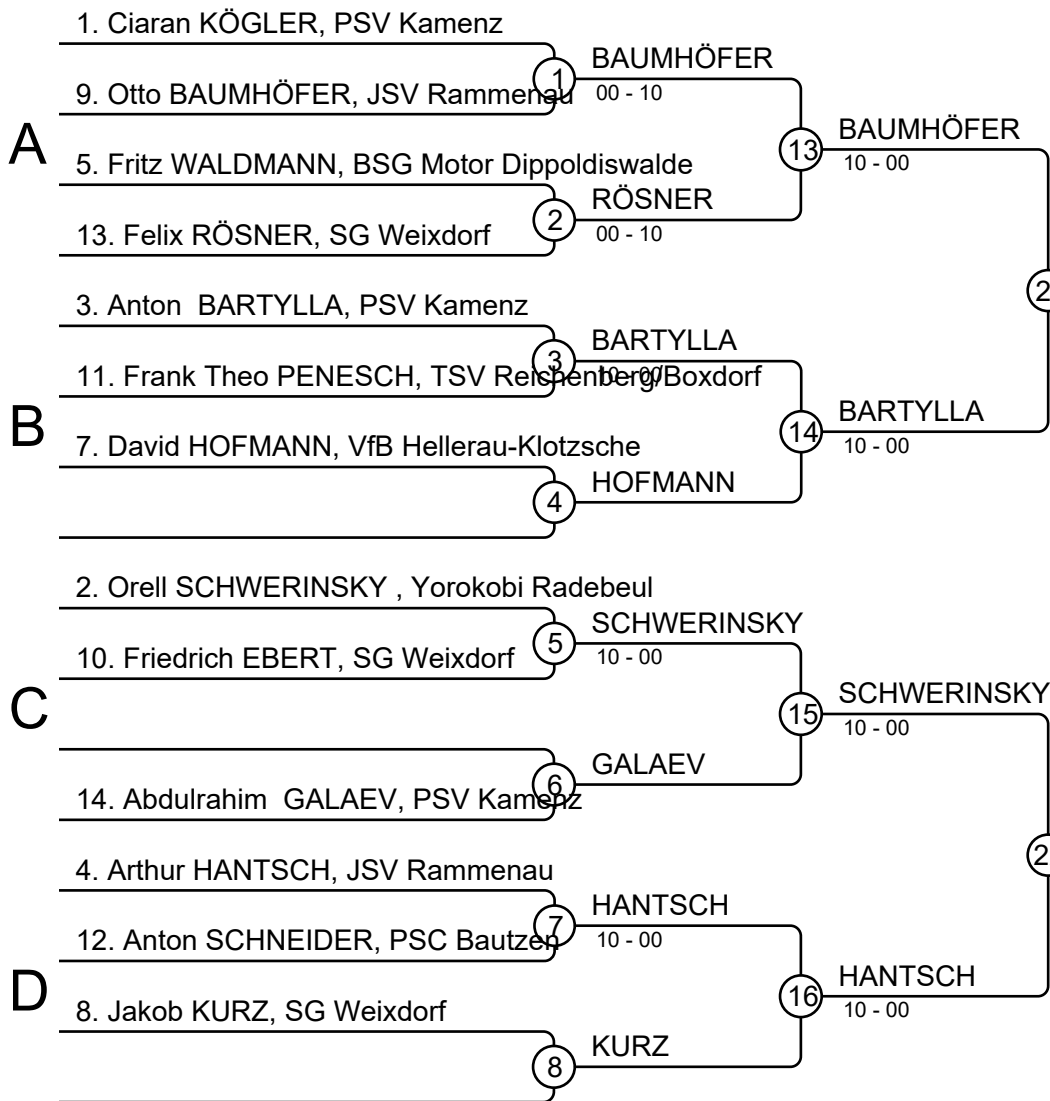 1. Ciaran KÖGLER, PSV Kamenz
1
BAUMHÖFER
00 - 10
9. Otto BAUMHÖFER, JSV Rammenau
A
13
BAUMHÖFER
10 - 00
5. Fritz WALDMANN, BSG Motor Dippoldiswalde
2
RÖSNER
00 - 10
13. Felix RÖSNER, SG Weixdorf
2
3. Anton  BARTYLLA, PSV Kamenz
3
BARTYLLA
10 - 00
11. Frank Theo PENESCH, TSV Reichenberg/Boxdorf
B
14
BARTYLLA
10 - 00
7. David HOFMANN, VfB Hellerau-Klotzsche
4
HOFMANN
2. Orell SCHWERINSKY , Yorokobi Radebeul
5
SCHWERINSKY
10 - 00
10. Friedrich EBERT, SG Weixdorf
C
15
SCHWERINSKY
10 - 00
6
GALAEV
14. Abdulrahim  GALAEV, PSV Kamenz
2
4. Arthur HANTSCH, JSV Rammenau
7
HANTSCH
10 - 00
12. Anton SCHNEIDER, PSC Bautzen
D
16
HANTSCH
10 - 00
8. Jakob KURZ, SG Weixdorf
8
KURZ